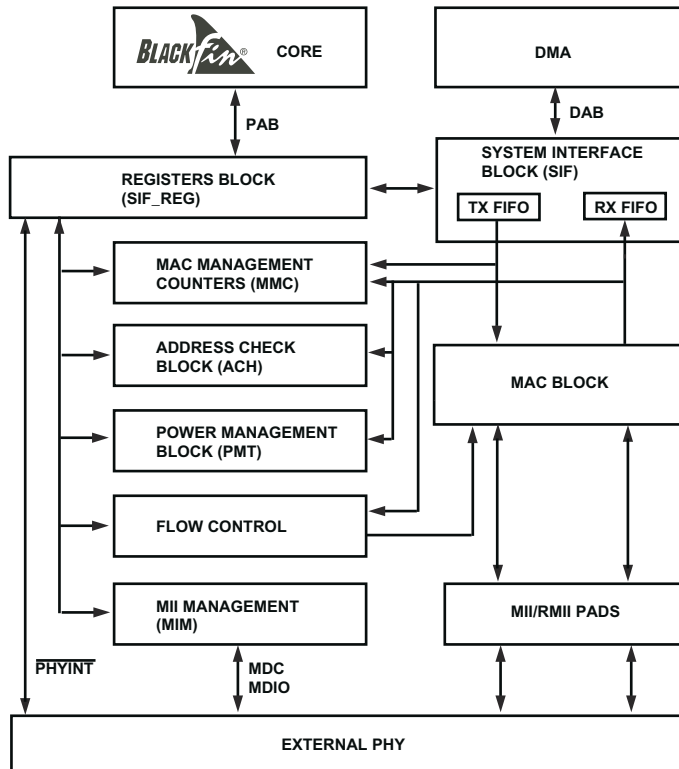 BLACKfin® CORE
DMA
PAB
DAB
REGISTERS BLOCK
(SIF_REG)
SYSTEM INTERFACE
BLOCK (SIF)
TX FIFO
RX FIFO
MAC MANAGEMENT
COUNTERS (MMC)
ADDRESS CHECK
BLOCK (ACH)
MAC BLOCK
POWER MANAGEMENT
BLOCK (PMT)
FLOW CONTROL
MII MANAGEMENT
(MIM)
MII/RMII PADS
PHYINT
MDC
MDIO
EXTERNAL PHY